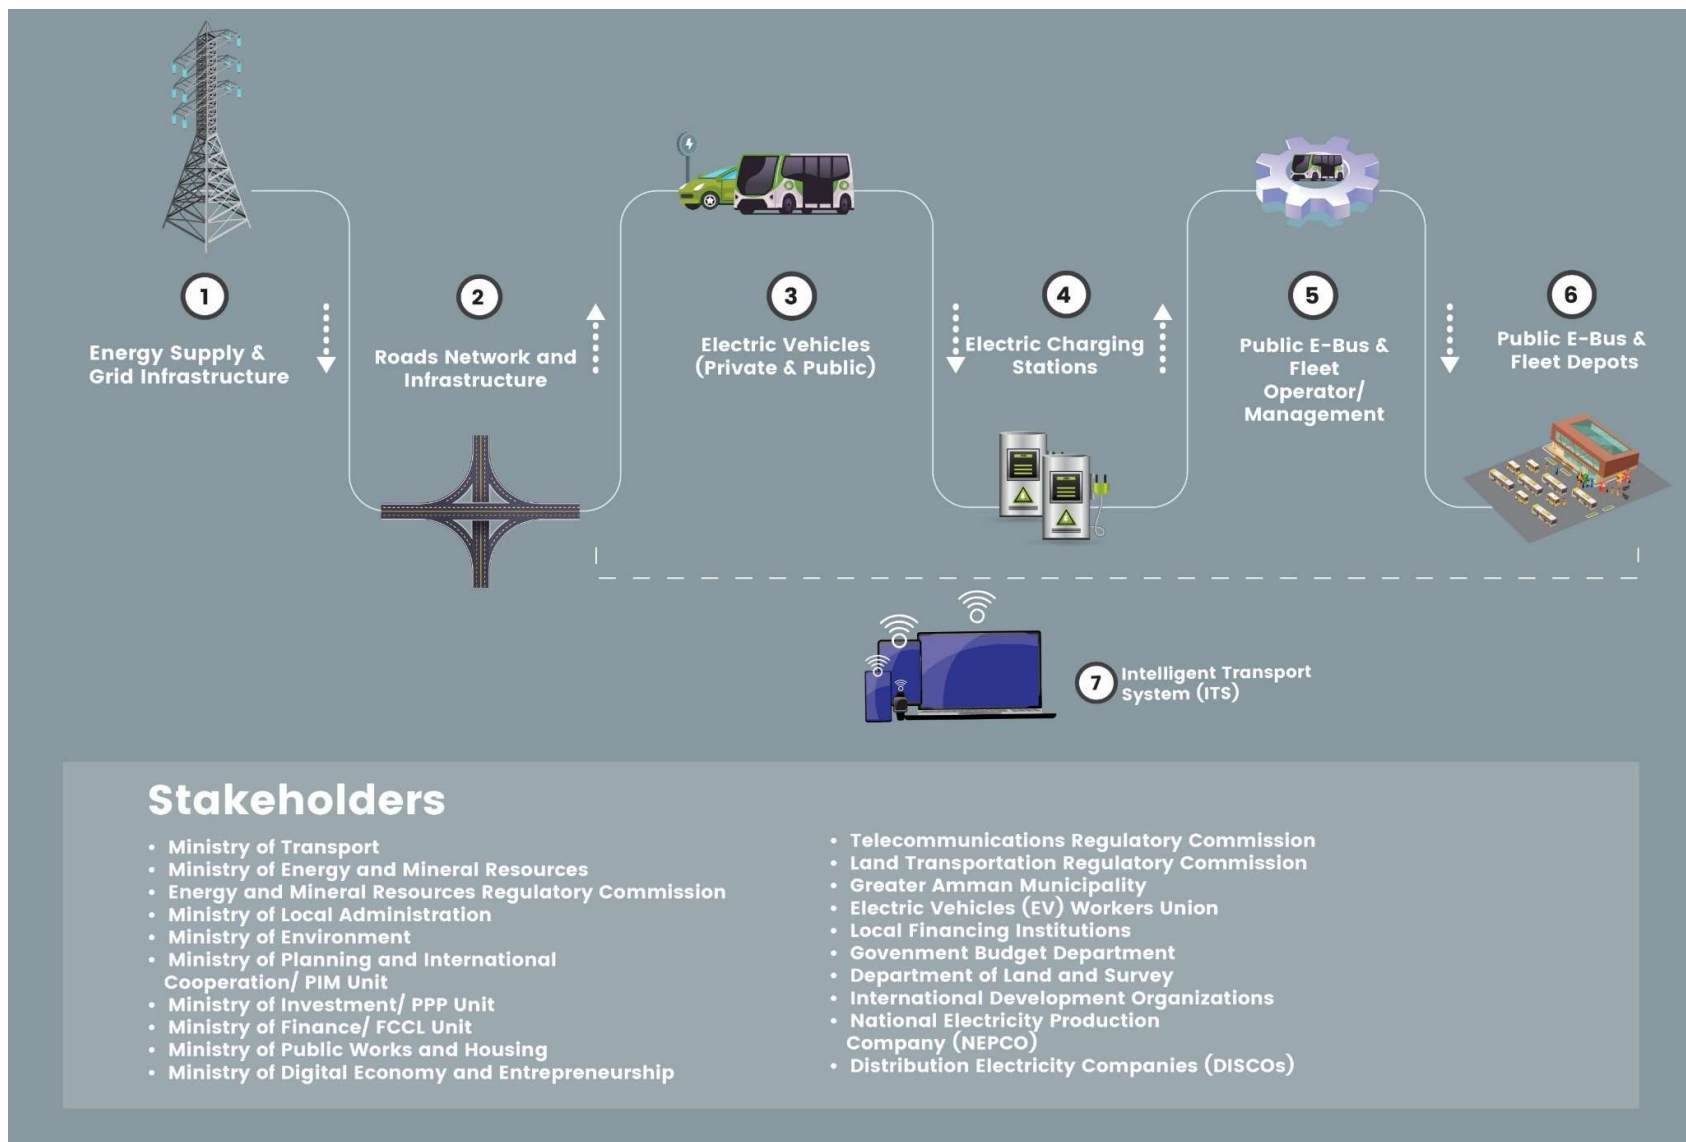 1
Energy Supply &
Grid Infrastructure
2
Roads Network and
Infrastructure
3
Electric Vehicles
(Private & Public)
4
Electric Charging
Stations
5
Public E-Bus &
Fleet
Operator/
Management
6
Public E-Bus &
Fleet Depots
7
Intelligent Transport
System (ITS)
Stakeholders
• Ministry of Transport
• Ministry of Energy and Mineral Resources
• Energy and Mineral Resources Regulatory Commission
• Ministry of Local Administration
• Ministry of Environment
• Ministry of Planning and International
Cooperation/ PIM Unit
• Ministry of Investment/ PPP Unit
• Ministry of Finance/ FCCL Unit
• Ministry of Public Works and Housing
• Ministry of Digital Economy and Entrepreneurship
• Telecommunications Regulatory Commission
• Land Transportation Regulatory Commission
• Greater Amman Municipality
• Electric Vehicles (EV) Workers Union
• Local Financing Institutions
• Govenment Budget Department
• Department of Land and Survey
• International Development Organizations
• National Electricity Production
Company (NEPCO)
• Distribution Electricity Companies (DISCOs)